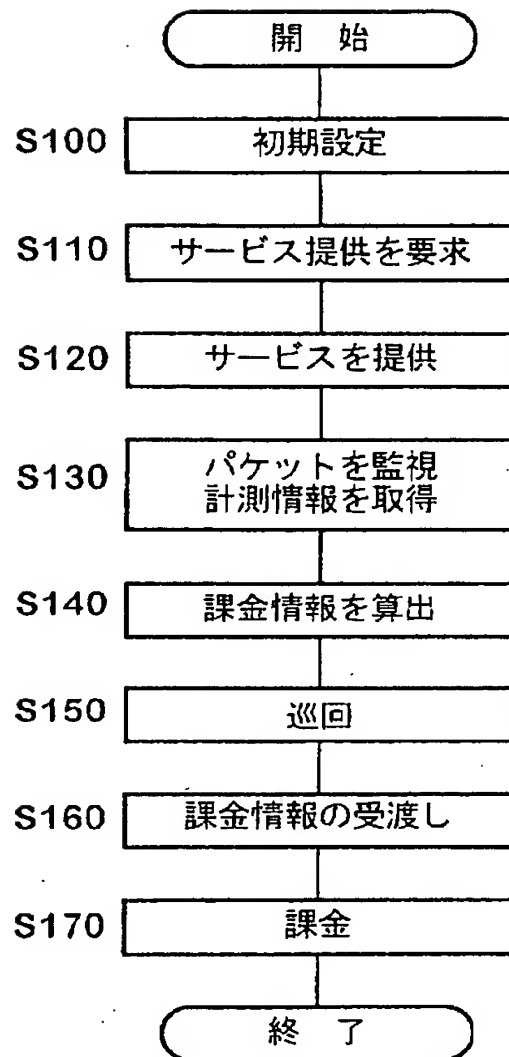 開 始
S100 初期設定
S110 サービス提供を要求
S120 サービスを提供
S130 パケットを監視
計測情報を取得
S140 課金情報を算出
S150 巡回
S160 課金情報の受渡し
S170 課金
終 了